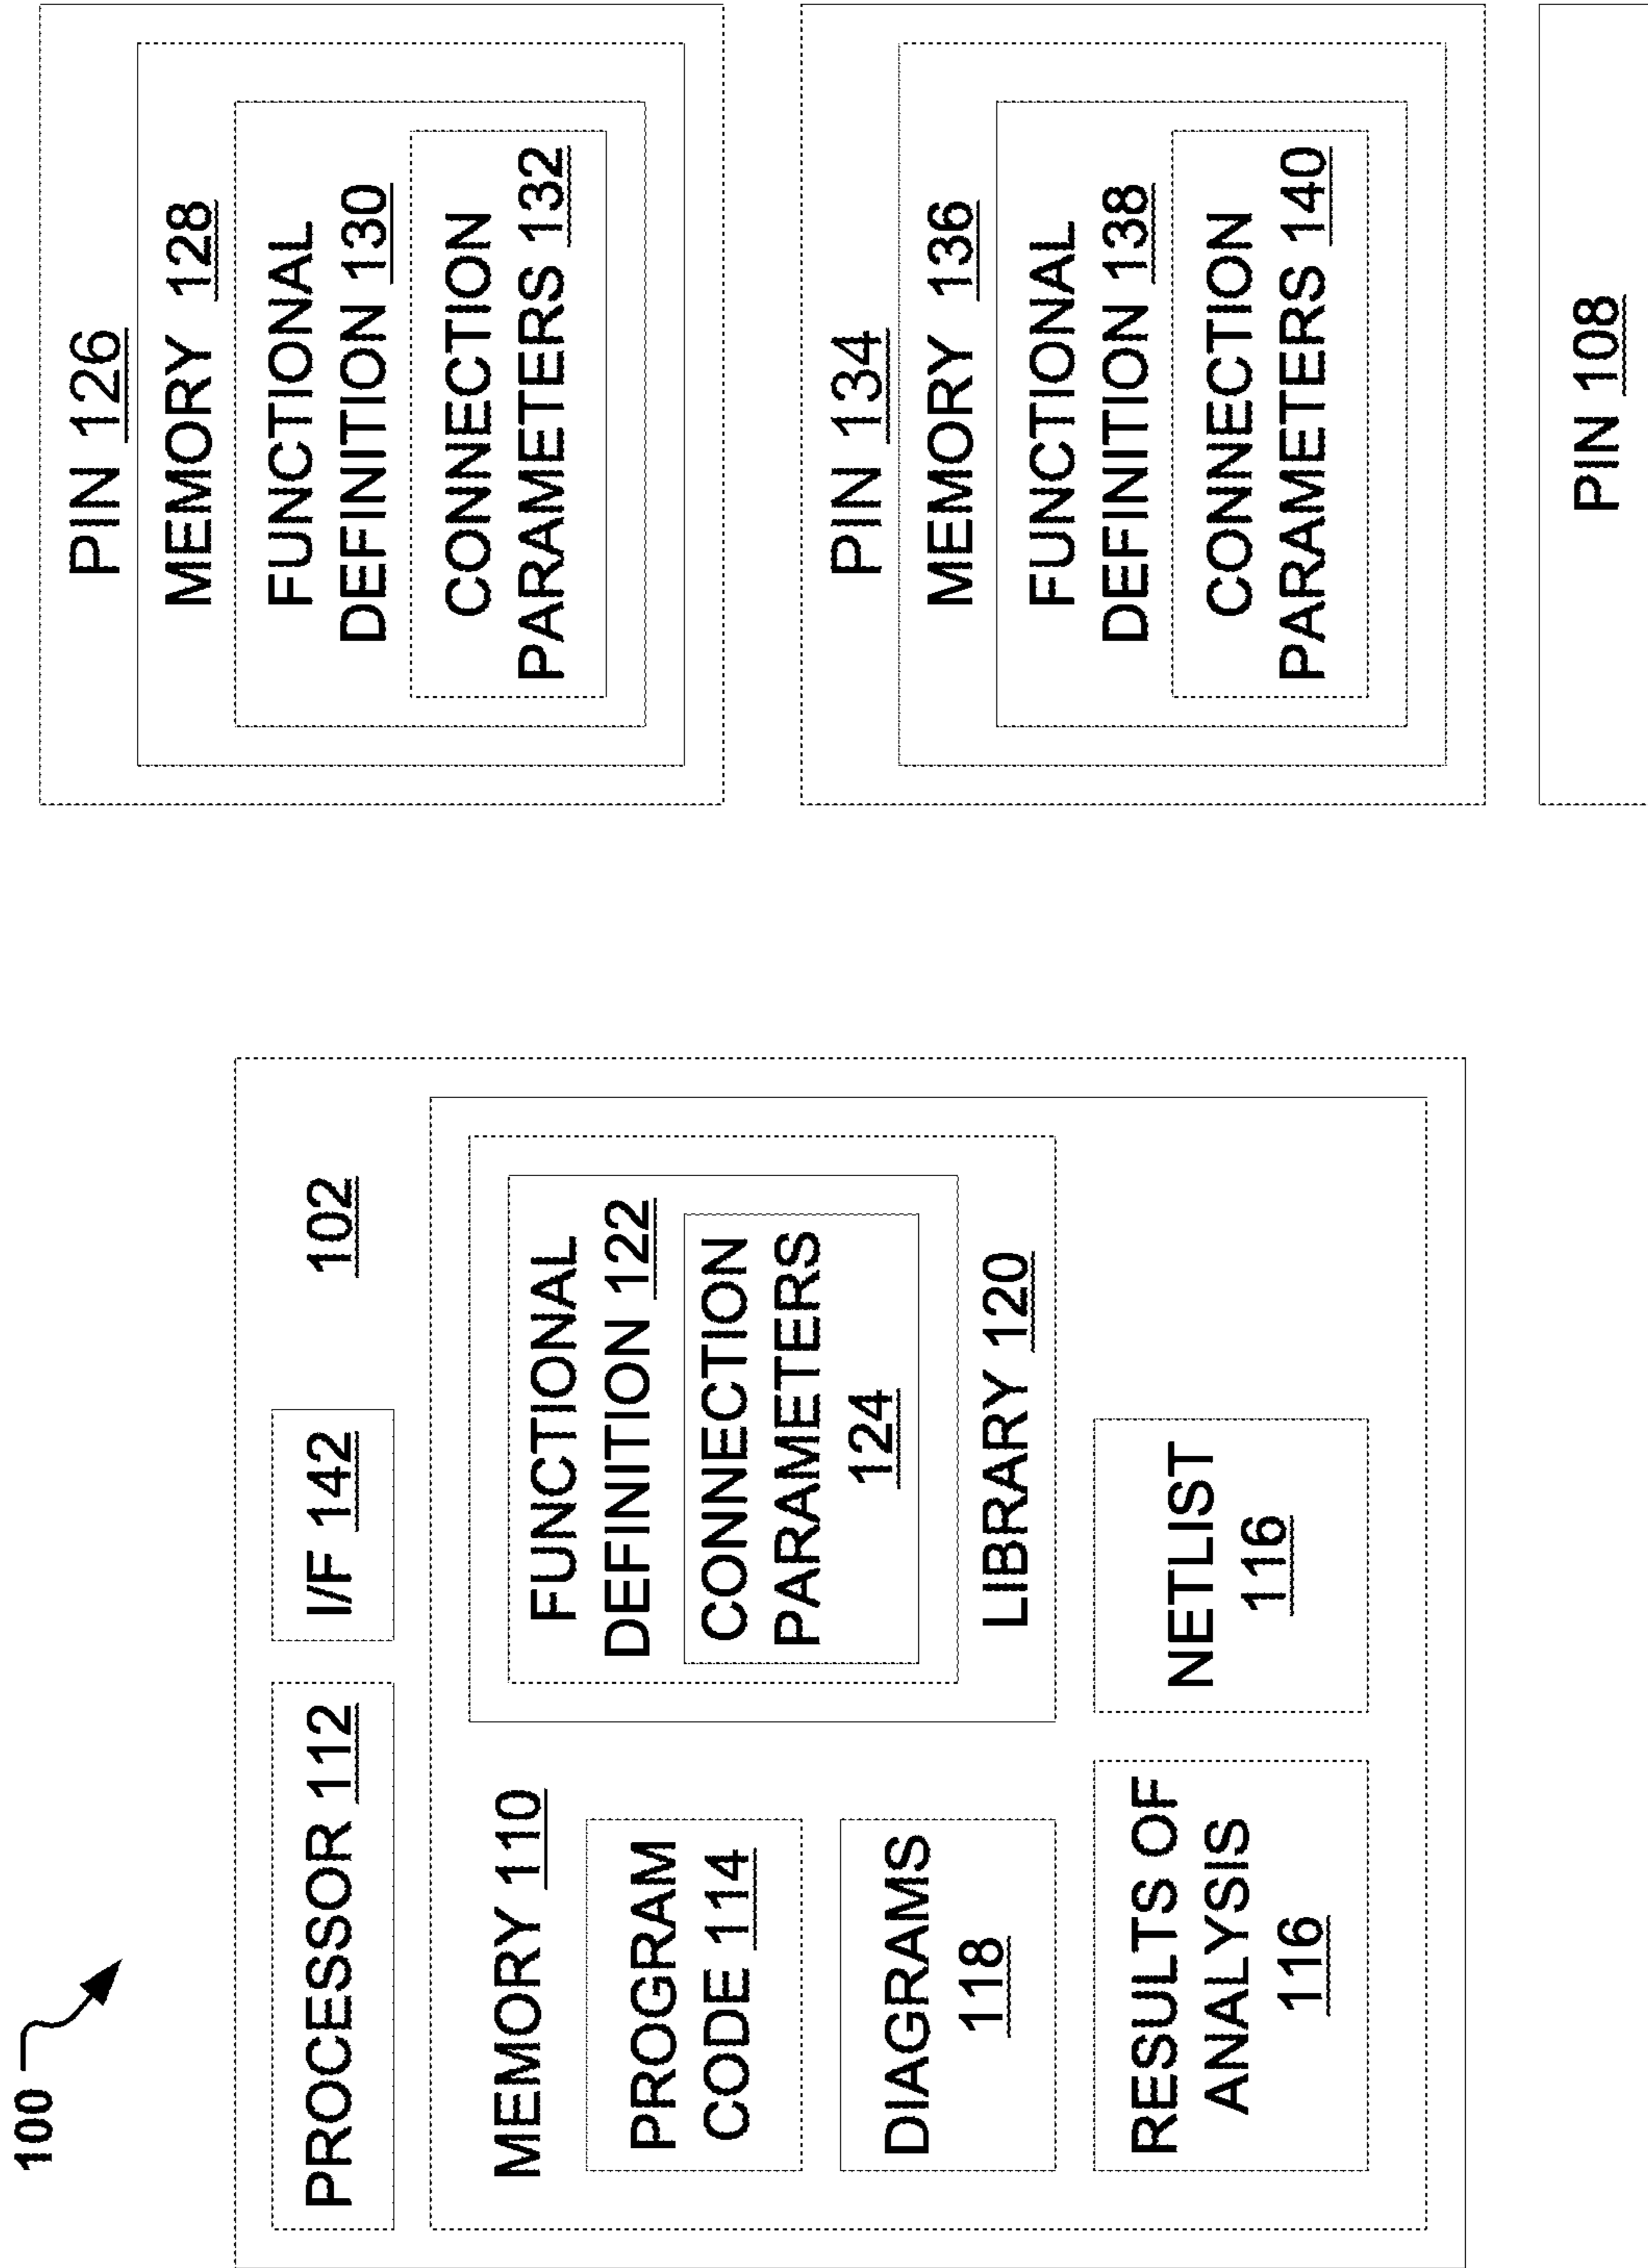 100
PROCESSOR 112
I/F 142
102
MEMORY 110
PROGRAM
CODE 114
DIAGRAMS
118
RESULTS OF
ANALYSIS
116
FUNCTIONAL
DEFINITION 122
CONNECTION
PARAMETERS
124
LIBRARY 120
NETLIST
116
PIN 126
MEMORY 128
FUNCTIONAL
DEFINITION 130
CONNECTION
PARAMETERS 132
PIN 134
MEMORY 136
FUNCTIONAL
DEFINITION 138
CONNECTION
PARAMETERS 140
PIN 108